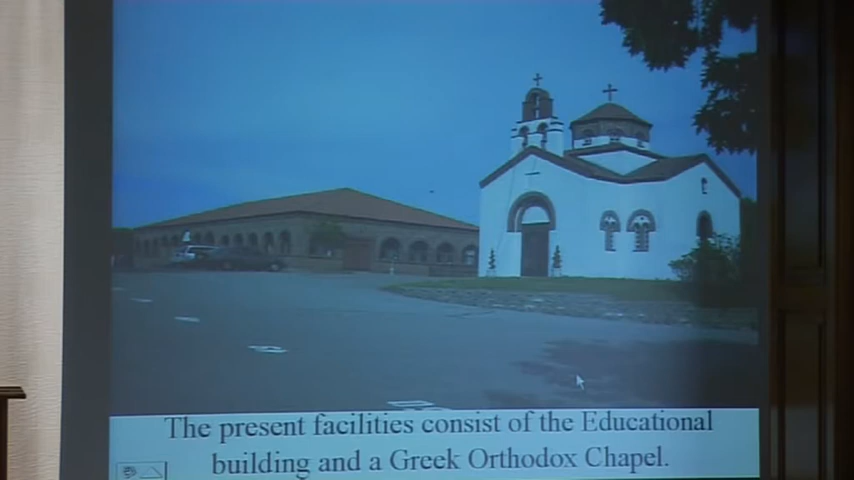 The present facilities consist of the Educational
building and a Greek Orthodox Chapel.